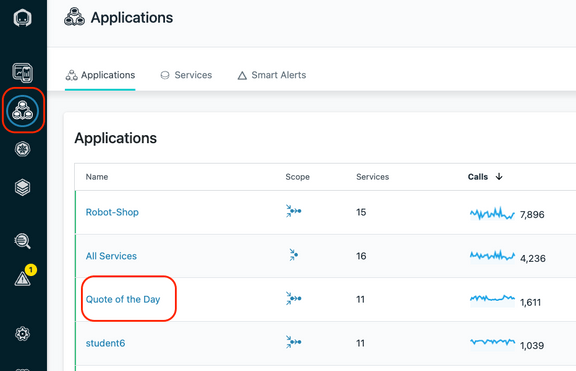 Applications
Applications Services Smart Alerts
Applications
Name Scope Services Calls
Robot-Shop 15 7,896
All Services 16 4,236
1
Quote of the Day 11 1,611
student6 11 1,039